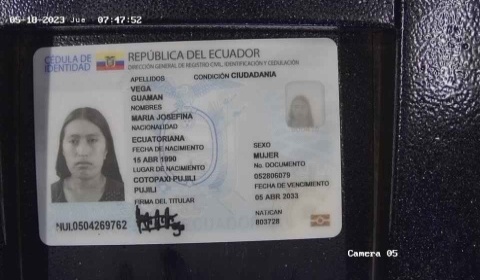 05-18-2023 Jue 07:47:52
CÉDULA DE IDENTIDAD
REPÚBLICA DEL ECUADOR
DIRECCIÓN GENERAL DE REGISTRO CIVIL, IDENTIFICACIÓN Y CEDULACIÓN
APELLIDOS
CONDICIÓN CIUDADANIA
VEGA
GUAMAN
NOMBRES
MARIA JOSEFINA
NACIONALIDAD
ECUATORIANA
FECHA DE NACIMIENTO
15 ABR 1990
LUGAR DE NACIMIENTO
COTOPAXI PUJILI
PUJILI
FIRMA DEL TITULAR
SEXO
MUJER
No. DOCUMENTO
052806079
FECHA DE VENCIMIENTO
05 ABR 2033
NAT/CAN
803728
NUI.0504269762
Camera 05